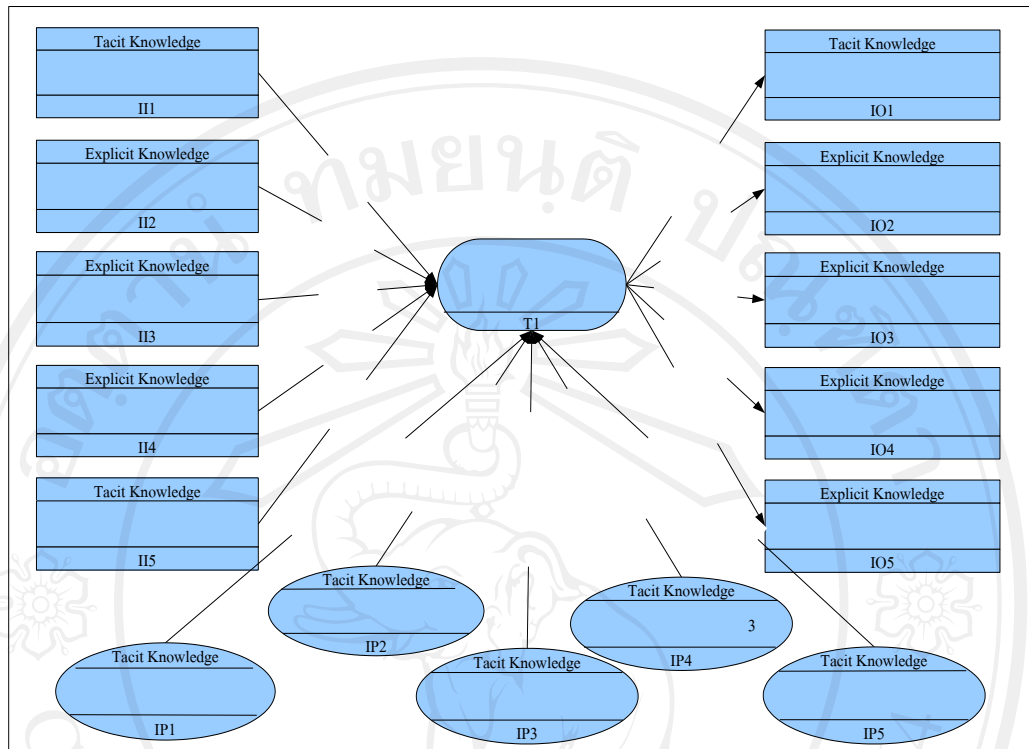 Tacit Knowledge
II1
Explicit Knowledge
II2
Explicit Knowledge
II3
Explicit Knowledge
II4
Tacit Knowledge
II5
T1
Tacit Knowledge
IO1
Explicit Knowledge
IO2
Explicit Knowledge
IO3
Explicit Knowledge
IO4
Explicit Knowledge
IO5
Tacit Knowledge
IP1
Tacit Knowledge
IP2
Tacit Knowledge
IP3
Tacit Knowledge
3
IP4
Tacit Knowledge
IP5